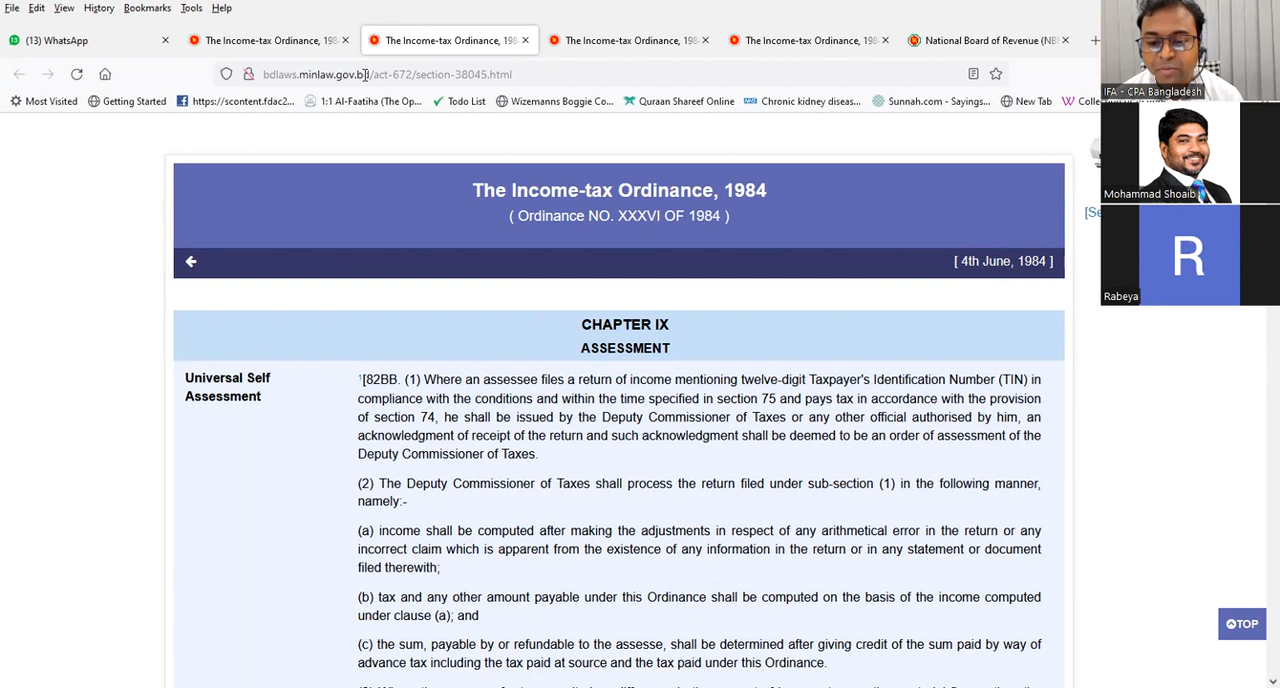 File Edit View History Bookmarks Tools Help
(13) WhatsApp
The Income-tax Ordinance, 198
The Income-tax Ordinance, 198
The Income-tax Ordinance, 198
The Income-tax Ordinance, 198
National Board of Revenue (NB
bdlaws.minlaw.gov.bd/act-672/section-38045.html
Most Visited
Getting Started
https://scontent.fdac2...
1:1 Al-Faatiha (The Op...
Todo List
Wizemanns Boggie Co...
Quraan Shareef Online
Chronic kidney diseas...
Sunnah.com - Sayings...
New Tab
IFA - CPA Bangladesh
Mohammad Shoaib
R
Rabeya
The Income-tax Ordinance, 1984
( Ordinance NO. XXXVI OF 1984 )
[ 4th June, 1984 ]
CHAPTER IX
ASSESSMENT
Universal Self
Assessment
1[82BB. (1) Where an assessee files a return of income mentioning twelve-digit Taxpayer's Identification Number (TIN) in
compliance with the conditions and within the time specified in section 75 and pays tax in accordance with the provision
of section 74, he shall be issued by the Deputy Commissioner of Taxes or any other official authorised by him, an
acknowledgment of receipt of the return and such acknowledgment shall be deemed to be an order of assessment of the
Deputy Commissioner of Taxes.
(2) The Deputy Commissioner of Taxes shall process the return filed under sub-section (1) in the following manner,
namely:-
(a) income shall be computed after making the adjustments in respect of any arithmetical error in the return or any
incorrect claim which is apparent from the existence of any information in the return or in any statement or document
filed therewith;
(b) tax and any other amount payable under this Ordinance shall be computed on the basis of the income computed
under clause (a); and
(c) the sum, payable by or refundable to the assesse, shall be determined after giving credit of the sum paid by way of
advance tax including the tax paid at source and the tax paid under this Ordinance.
TOP